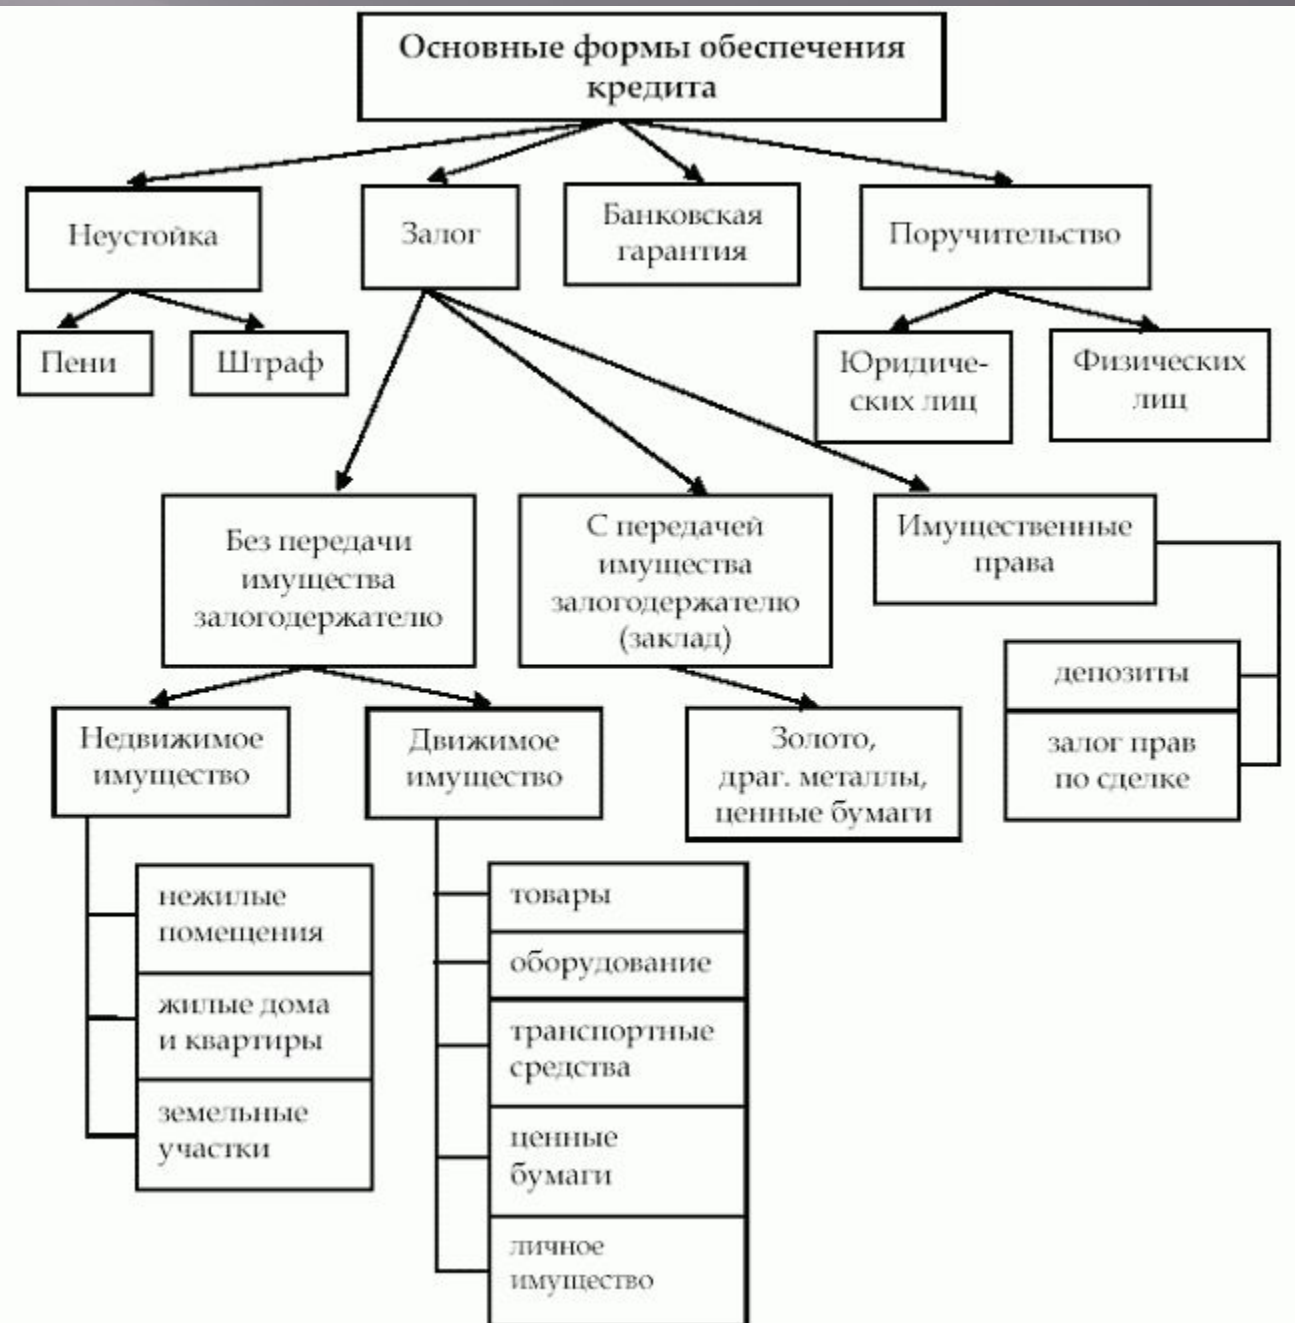 Основные формы обеспечения
кредита
Неустойка
Залог
Банковская
гарантия
Поручительство
Пени
Штраф
Юридиче-
ских лиц
Физических
лиц
Без передачи
имущества
залогодержателю
С передачей
имущества
залогодержателю
(заклад)
Имущественные
права
депозиты
залог прав
по сделке
Недвижимое
имущество
Движимое
имущество
Золото,
драг. металлы,
ценные бумаги
нежилые
помещения
жилые дома
и квартиры
земельные
участки
товары
оборудование
транспортные
средства
ценные
бумаги
личное
имущество